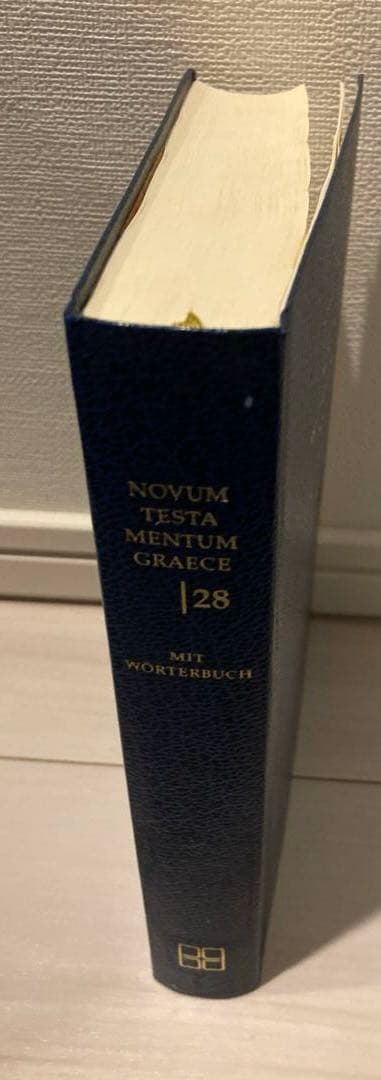 NOVUM
TESTA
MENTUM
GRAECE
|28
MIT
WÖRTERBUCH